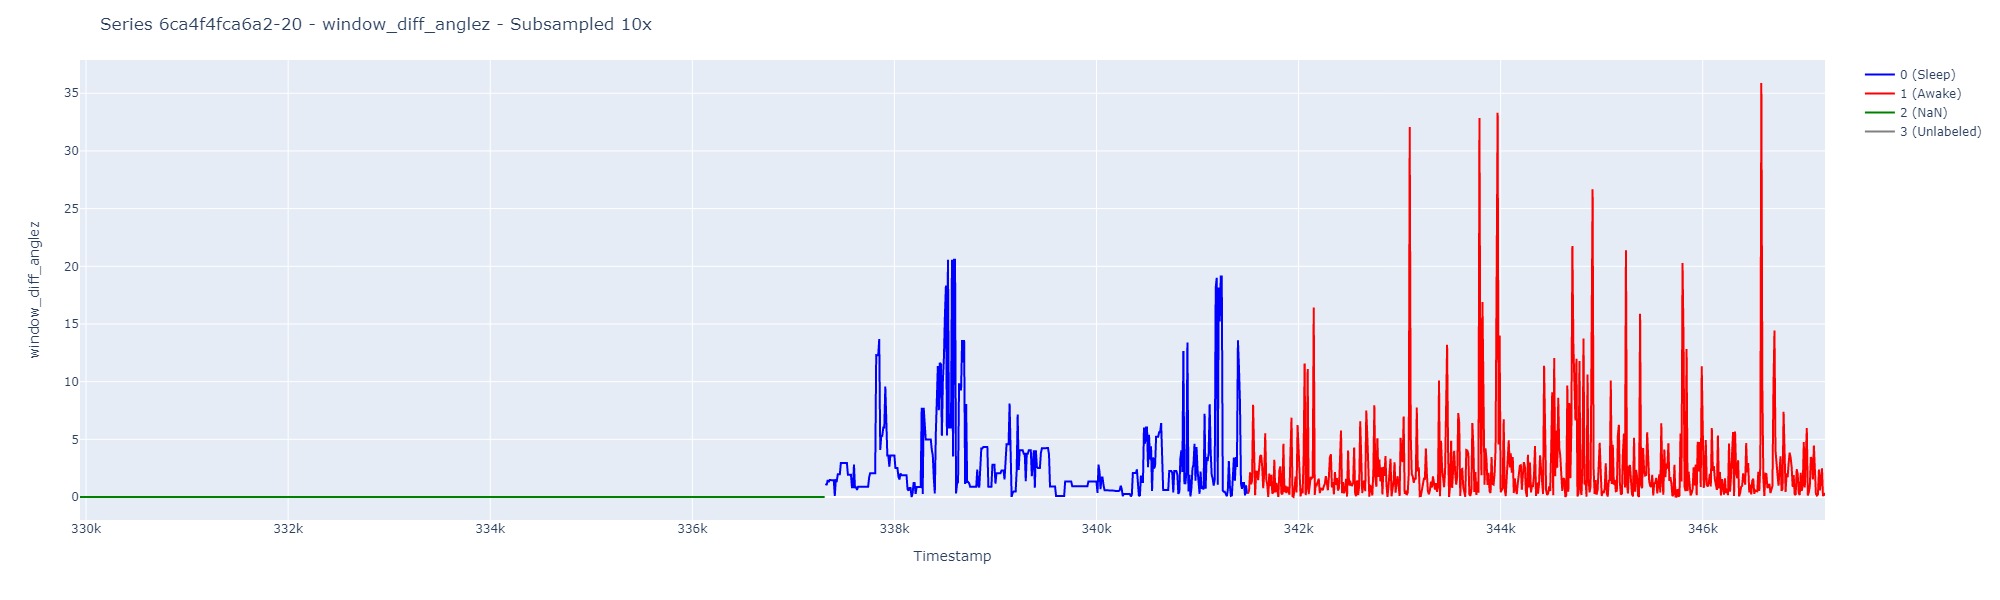 Series 6ca4f4fca6a2-20 - window_diff_anglez - Subsampled 10x
0 (Sleep)
1 (Awake)
2 (NaN)
3 (Unlabeled)
window_diff_anglez
35
30
25
20
15
10
5
0
330k
332k
334k
336k
338k
340k
342k
344k
346k
Timestamp